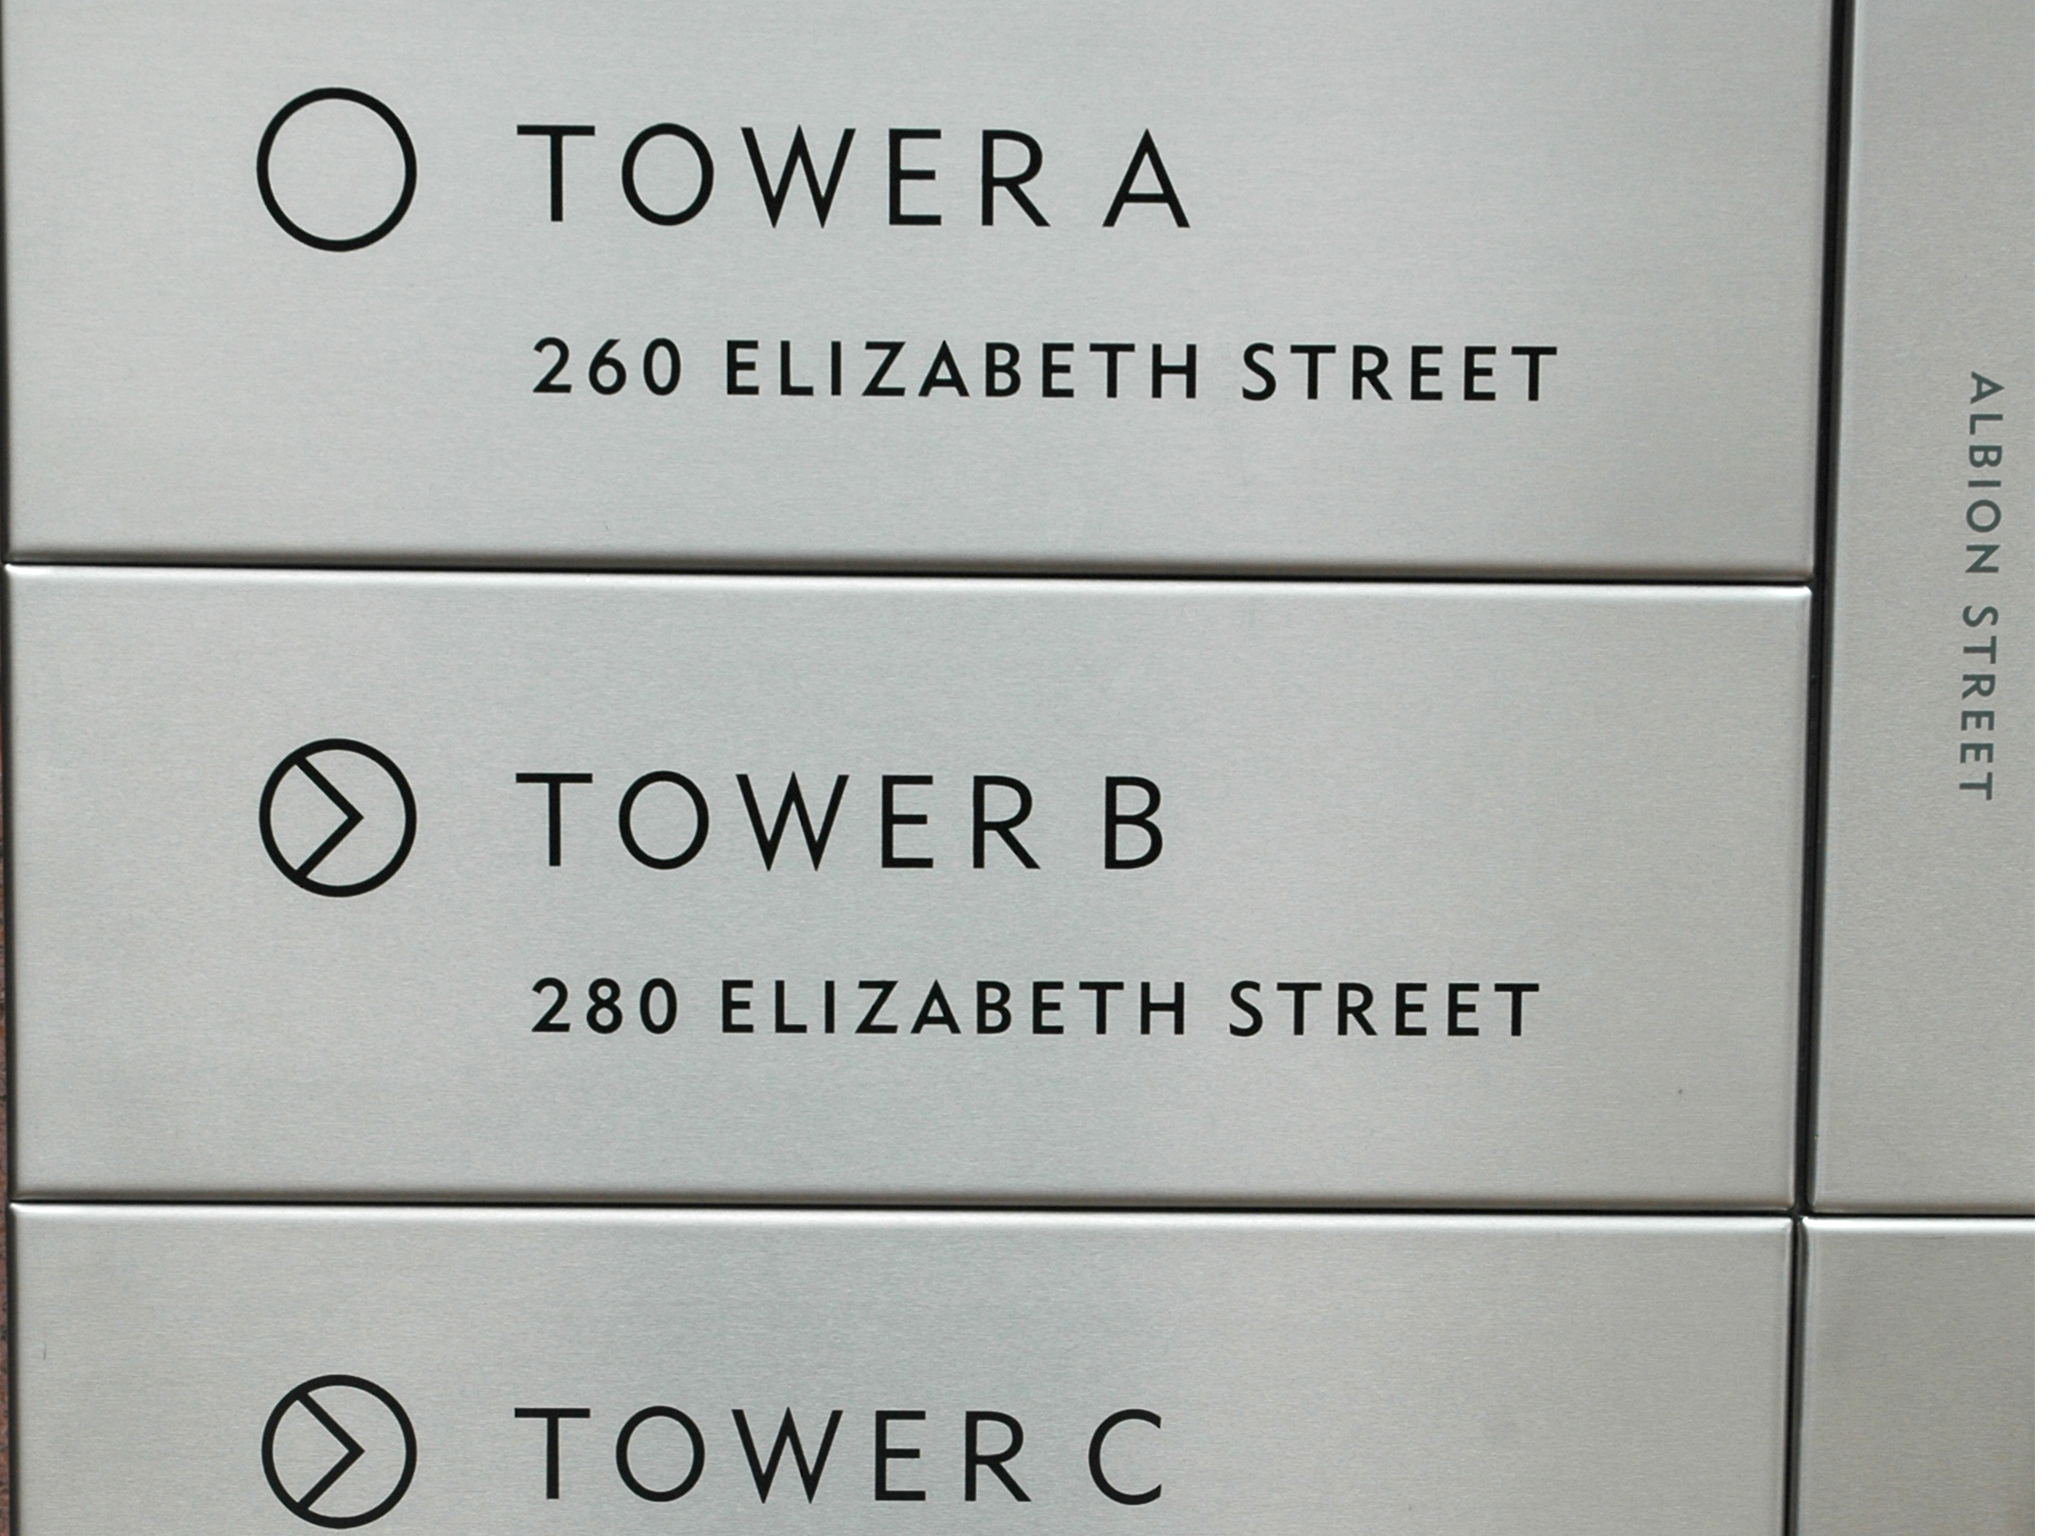 TOWER A
260 ELIZABETH STREET
TOWER B
280 ELIZABETH STREET
TOWER C
ALBION STREET